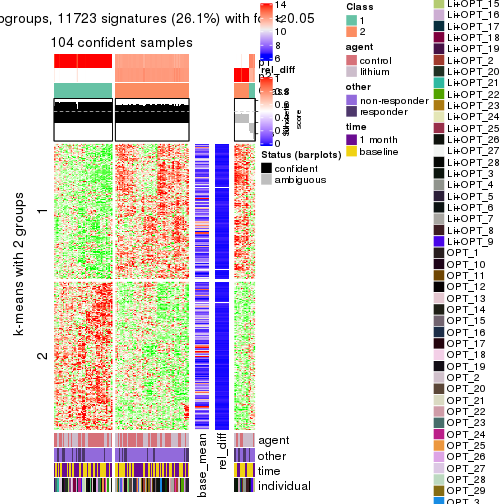 ogroups, 11723 signatures (26.1%) with f
<0.05
104 confident samples
14
12
10
8
6
rel_diff
Status (barplots)
confident
ambiguous
Class
1
2
agent
control
lithium
other
non-responder
responder
time
1 month
baseline
k-means with 2 groups
1
2
base_mean
rel_diff
agent
other
time
individual
Li+OPT_15
Li+OPT_16
Li+OPT_17
Li+OPT_18
Li+OPT_19
Li+OPT_2
Li+OPT_20
Li+OPT_21
Li+OPT_22
Li+OPT_23
Li+OPT_24
Li+OPT_25
Li+OPT_26
Li+OPT_27
Li+OPT_28
Li+OPT_3
Li+OPT_4
Li+OPT_5
Li+OPT_6
Li+OPT_7
Li+OPT_8
Li+OPT_9
OPT_1
OPT_10
OPT_11
OPT_12
OPT_13
OPT_14
OPT_15
OPT_16
OPT_17
OPT_18
OPT_19
OPT_2
OPT_20
OPT_21
OPT_22
OPT_23
OPT_24
OPT_25
OPT_26
OPT_27
OPT_28
OPT_29
OPT_3